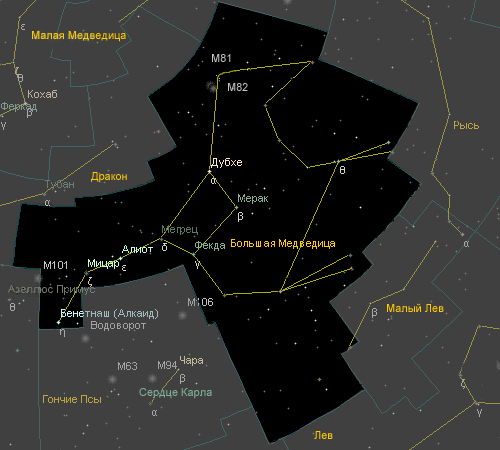 Малая Медведица
ε
M81
M82
ζ
θ
Кохаб
Феркад
β
γ
Рысь
Дубхе
α
θ
Дракон
Тубан
α
Мерак
β
α
Мегрец
δ
Фекда
γ
Большая Медведица
Алиот
ε
Мицар
ζ
M101
Азеллюс Примус
θ
M106
Бенетнаш (Алкаид)
η
Водоворот
Малый Лев
β
M63
M94
Чара
β
Сердце Карла
α
Гончие Псы
Лев
ζ
γ